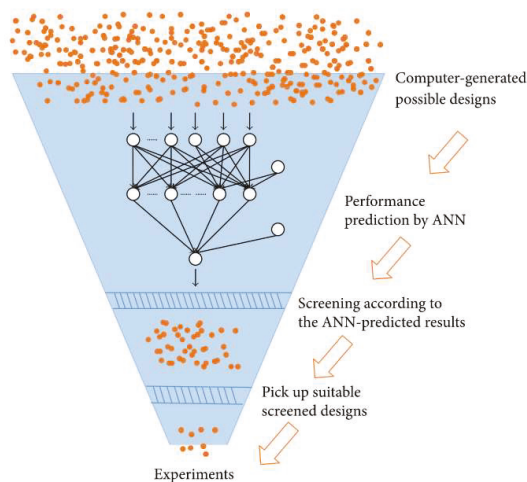 Computer-generated
possible designs
Performance
prediction by ANN
Screening according to
the ANN-predicted results
Pick up suitable
screened designs
Experiments